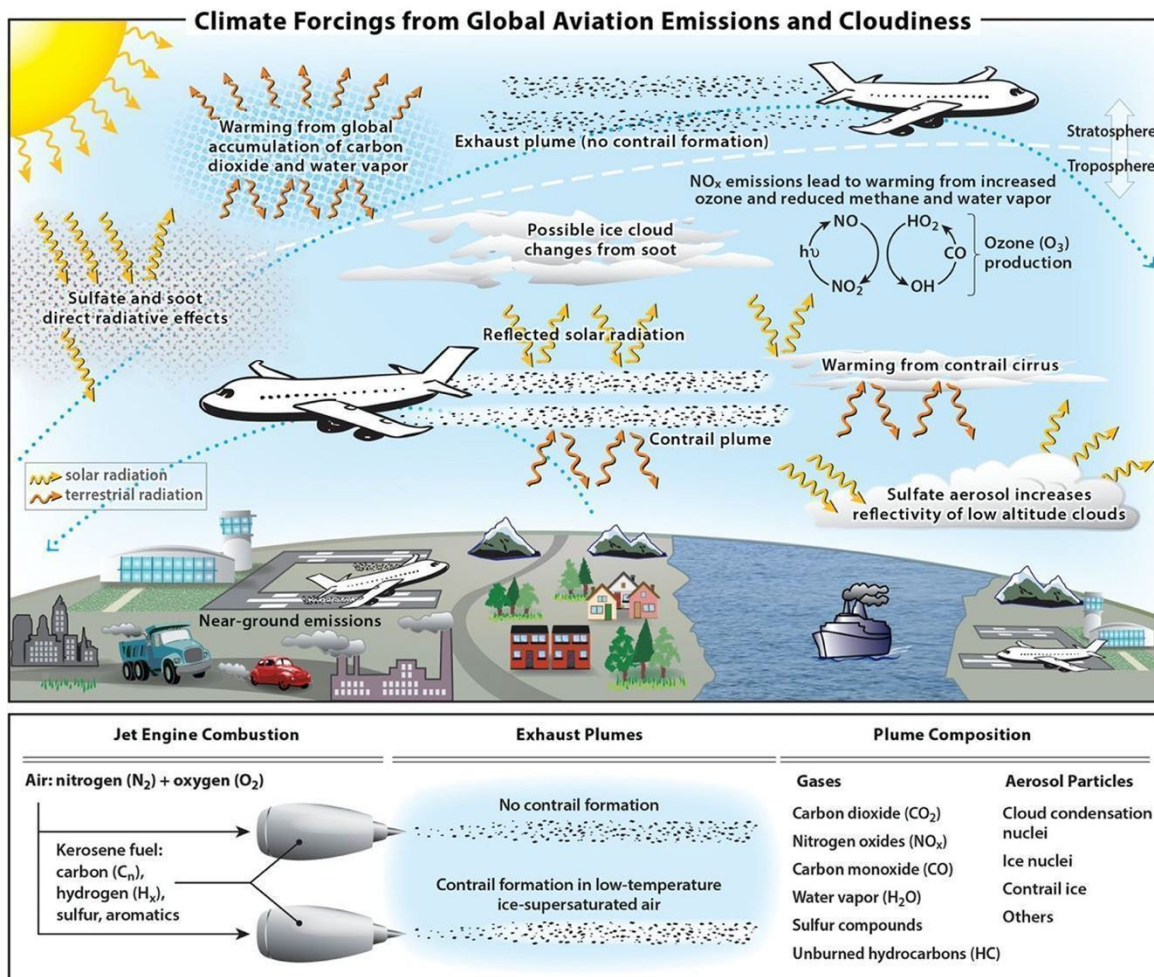 Climate Forcings from Global Aviation Emissions and Cloudiness
Warming from global
accumulation of carbon
dioxide and water vapor
Exhaust plume (no contrail formation)
Stratosphere
Troposphere
NOx emissions lead to warming from increased
ozone and reduced methane and water vapor
NO
HO2
hυ
CO
NO2
OH
Ozone (O3)
production
Possible ice cloud
changes from soot
Sulfate and soot
direct radiative effects
Reflected solar radiation
Warming from contrail cirrus
Contrail plume
solar radiation
terrestrial radiation
Sulfate aerosol increases
reflectivity of low altitude clouds
Near-ground emissions
Jet Engine Combustion
Air: nitrogen (N2) + oxygen (O2)
Kerosene fuel:
carbon (Cn),
hydrogen (Hx),
sulfur, aromatics
Exhaust Plumes
No contrail formation
Contrail formation in low-temperature
ice-supersaturated air
Plume Composition
Gases
Carbon dioxide (CO2)
Nitrogen oxides (NOx)
Carbon monoxide (CO)
Water vapor (H2O)
Sulfur compounds
Unburned hydrocarbons (HC)
Aerosol Particles
Cloud condensation
nuclei
Ice nuclei
Contrail ice
Others